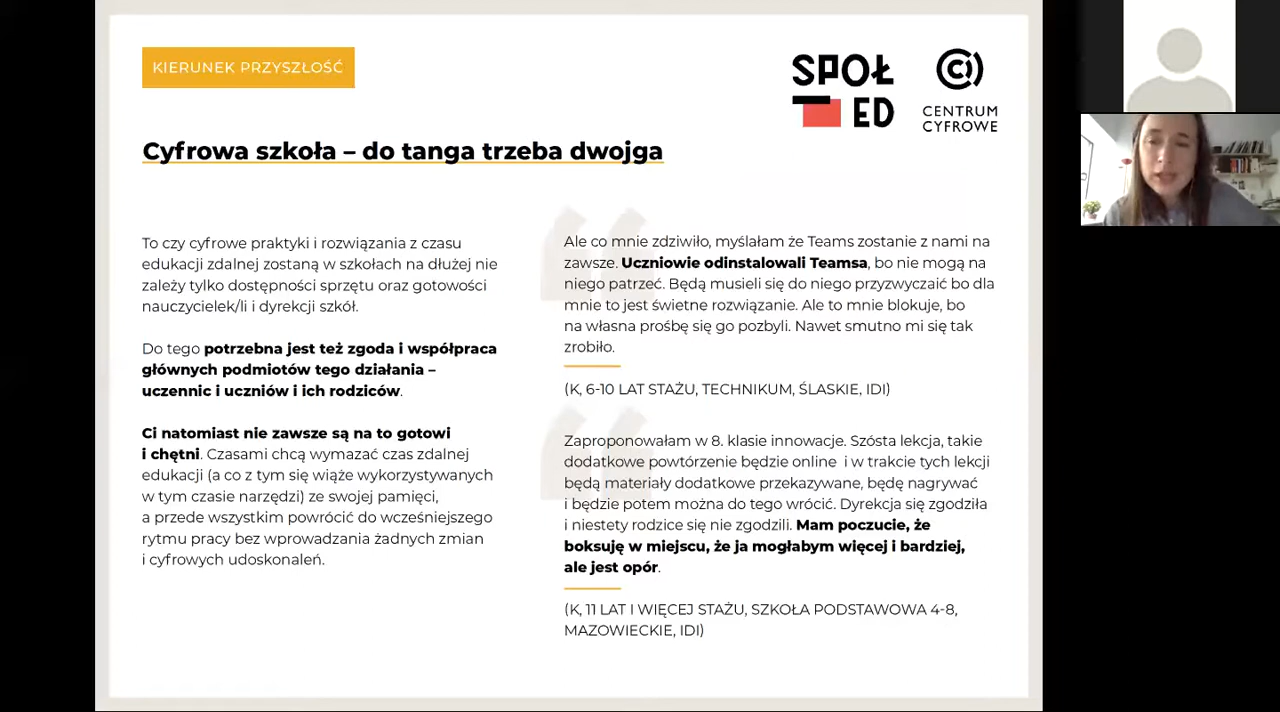 KIERUNEK PRZYSZŁOŚĆ
SPOŁ
ED
CENTRUM
CYFROWE
Cyfrowa szkoła – do tanga trzeba dwojga
To czy cyfrowe praktyki i rozwiązania z czasu
edukacji zdalnej zostaną w szkołach na dłużej nie
zależy tylko dostępności sprzętu oraz gotowości
nauczycielek/li i dyrekcji szkół.
Do tego potrzebna jest też zgoda i współpraca
głównych podmiotów tego działania –
uczennic i uczniów i ich rodziców.
Ci natomiast nie zawsze są na to gotowi
i chętni. Czasami chcą wymazać czas zdalnej
edukacji (a co z tym się wiąże wykorzystywanych
w tym czasie narzędzi) ze swojej pamięci,
a przede wszystkim powrócić do wcześniejszego
rytmu pracy bez wprowadzania żadnych zmian
i cyfrowych udoskonaleń.
Ale co mnie zdziwiło, myślałam że Teams zostanie z nami na
zawsze. Uczniowie odinstalowali Teamsa, bo nie mogą na
niego patrzeć. Będą musieli się do niego przyzwyczaić bo dla
mnie to jest świetne rozwiązanie. Ale to mnie blokuje, bo
na własna prośbę się go pozbyli. Nawet smutno mi się tak
zrobiło.
(K, 6-10 LAT STAŻU, TECHNIKUM, ŚLASKIE, IDI)
Zaproponowałam w 8. klasie innowacje. Szósta lekcja, takie
dodatkowe powtórzenie będzie online i w trakcie tych lekcji
będą materiały dodatkowe przekazywane, będę nagrywać
i będzie potem można do tego wrócić. Dyrekcja się zgodziła
i niestety rodzice się nie zgodzili. Mam poczucie, że
boksuję w miejscu, że ja mogłabym więcej i bardziej,
ale jest opór.
(K, 11 LAT I WIĘCEJ STAŻU, SZKOŁA PODSTAWOWA 4-8,
MAZOWIECKIE, IDI)